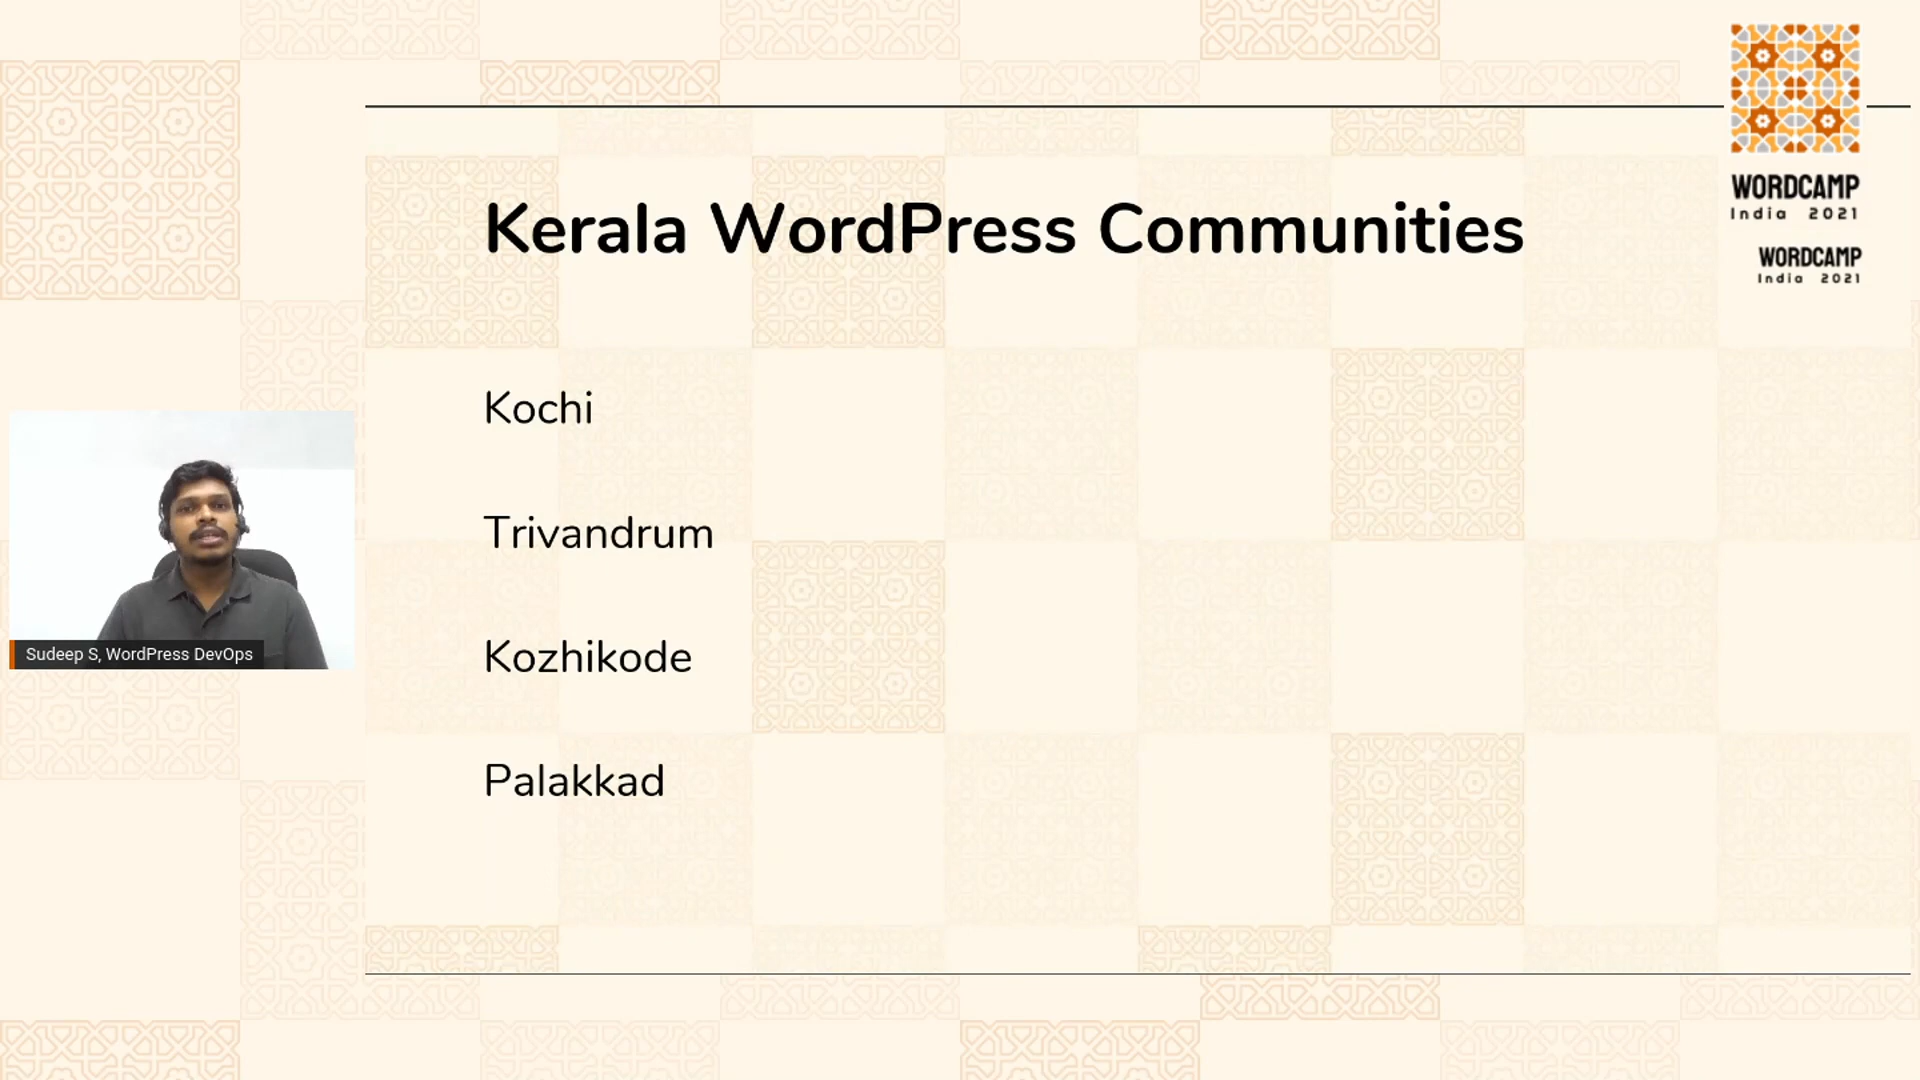 WORDCAMP
India 2021
WORDCAMP
India 2021
Kerala WordPress Communities
Kochi
Trivandrum
Kozhikode
Palakkad
Sudeep S, WordPress DevOps